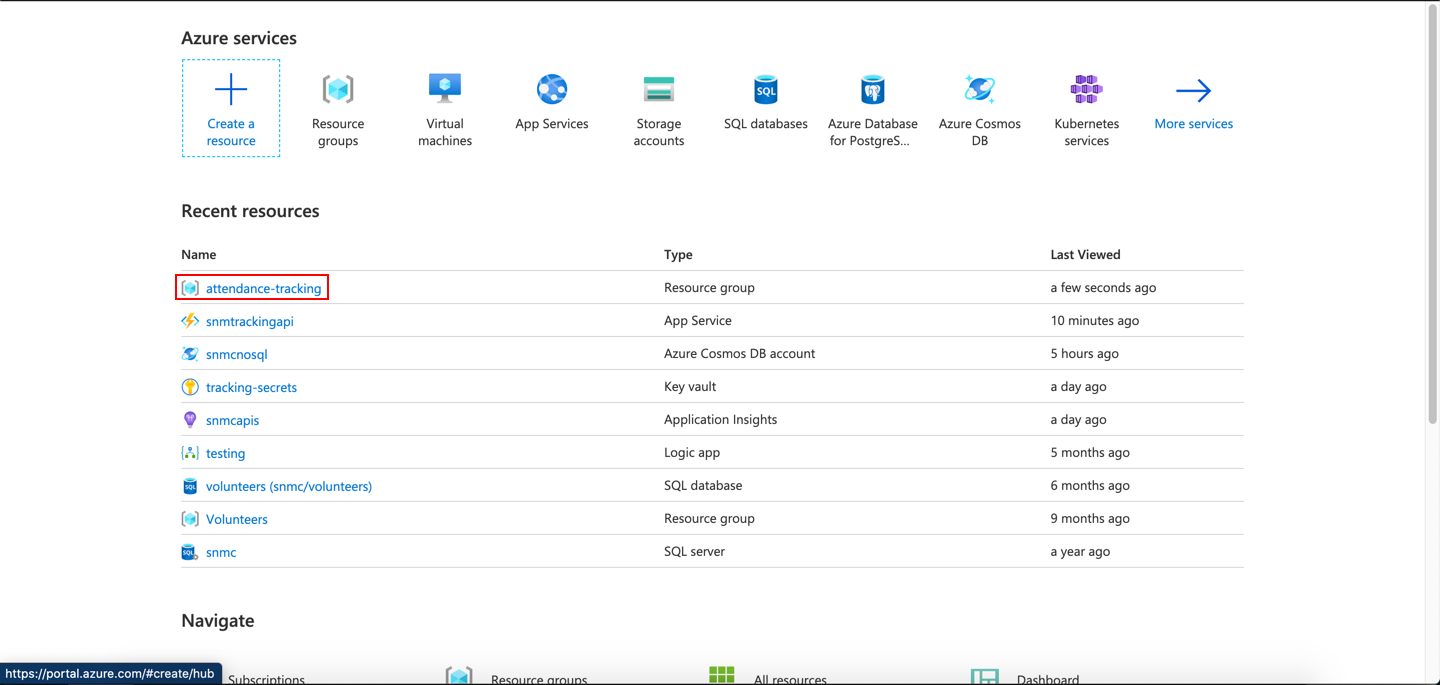 Azure services
Create a resource
Resource groups
Virtual machines
App Services
Storage accounts
SQL
SQL databases
Azure Database for PostgreS...
Azure Cosmos DB
Kubernetes services
More services
Recent resources
Name Type Last Viewed
attendance-tracking Resource group a few seconds ago
snmtrackingapi App Service 10 minutes ago
snmcnosql Azure Cosmos DB account 5 hours ago
tracking-secrets Key vault a day ago
snmcapis Application Insights a day ago
testing Logic app 5 months ago
SQL volunteers (snmc/volunteers) SQL database 6 months ago
Volunteers Resource group 9 months ago
SQL snmc SQL server a year ago
Navigate
Subscriptions Resource groups All resources Dashboard
https://portal.azure.com/#create/hub